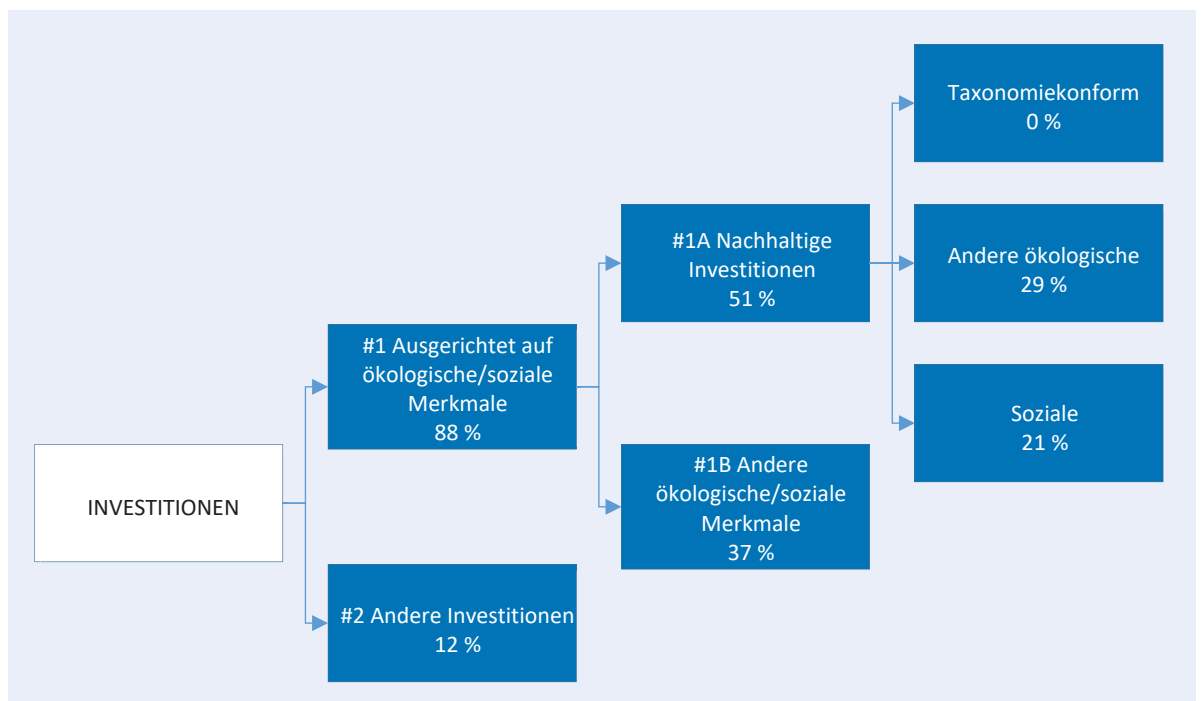 INVESTITIONEN
#1 Ausgerichtet auf
ökologische/soziale
Merkmale
88 %
#2 Andere Investitionen
12 %
#1A Nachhaltige
Investitionen
51 %
#1B Andere
ökologische/soziale
Merkmale
37 %
Taxonomiekonform
0 %
Andere ökologische
29 %
Soziale
21 %